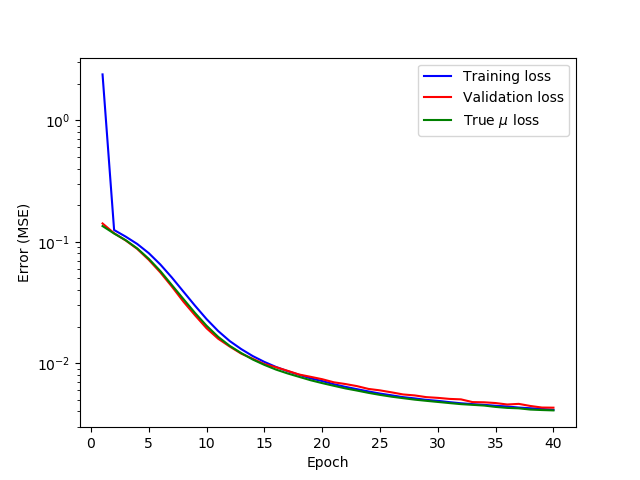 Training loss
Validation loss
True μ loss
10⁰
10⁻¹
10⁻²
Error (MSE)
0 5 10 15 20 25 30 35 40
Epoch